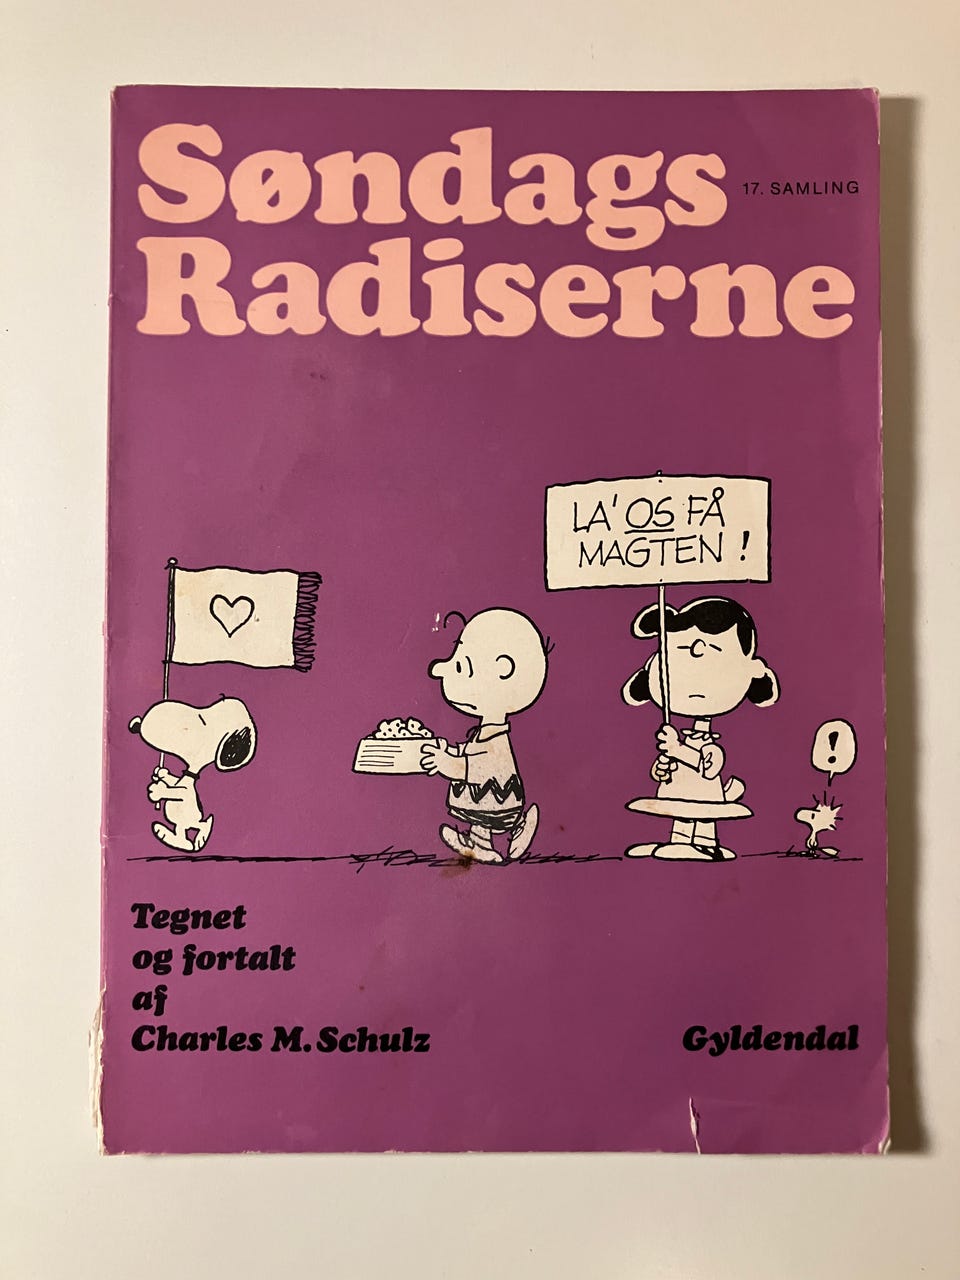 Søndags
17. SAMLING
Radiserne
LA' OS FÅ
MAGTEN !
!
Tegnet
og fortalt
af
Charles M. Schulz
Gyldendal